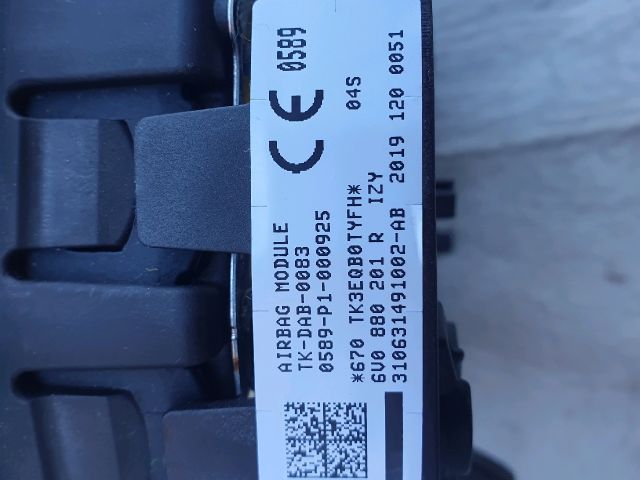 AIRBAG MODULE
TK-DAB-0083
0589-P1-000925
CE 0589
04S
*670 TK3EQB0TYFH*
6V0 880 201 R IZY
310631491002-AB 2019 120 0051